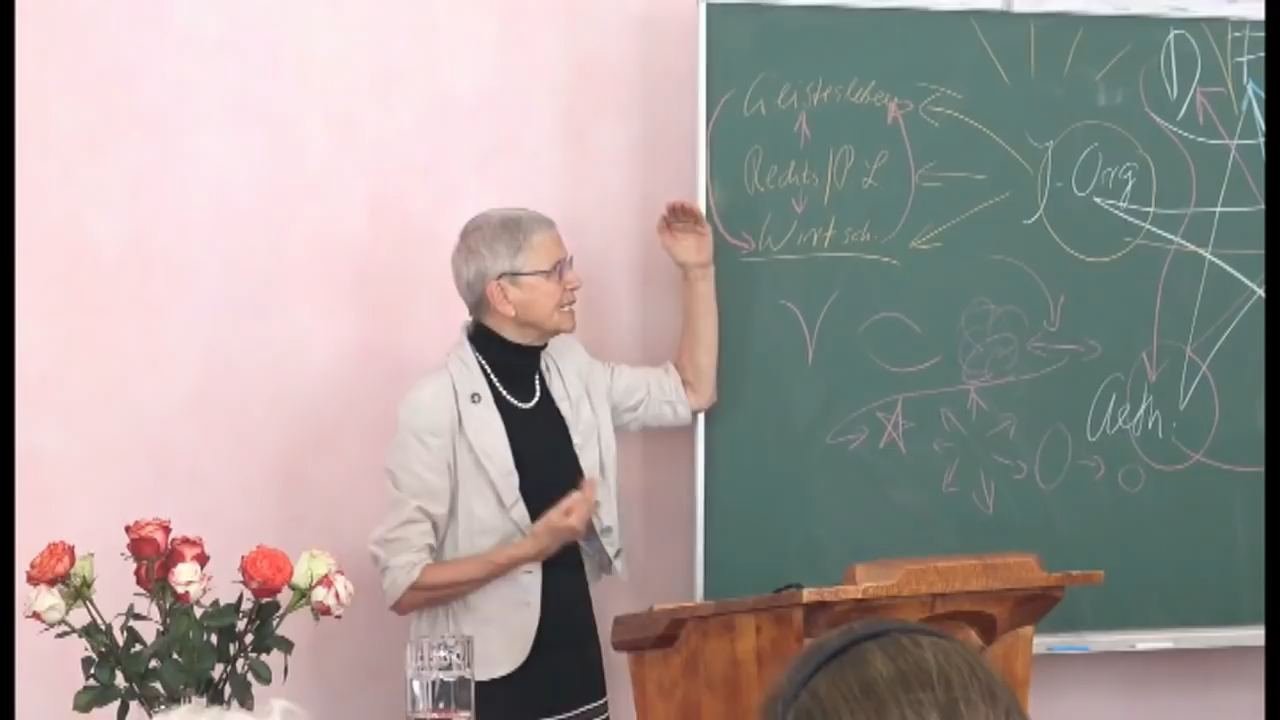 Geistesleben
Rechts/P L
Wirtsch.
J. Org
D F
Aeth.